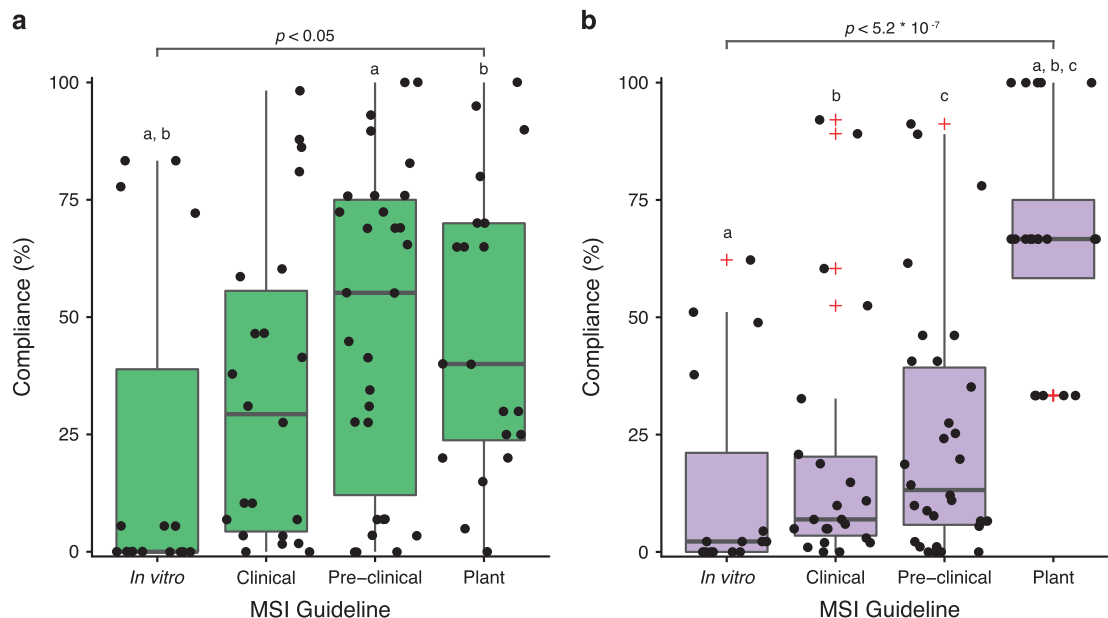 a
p < 0.05
100
75
50
25
0
Compliance (%)
a, b
a
b
In vitro
Clinical
Pre−clinical
Plant
MSI Guideline
b
p < 5.2 * 10 -7
100
75
50
25
0
Compliance (%)
a
b
c
a, b, c
In vitro
Clinical
Pre−clinical
Plant
MSI Guideline